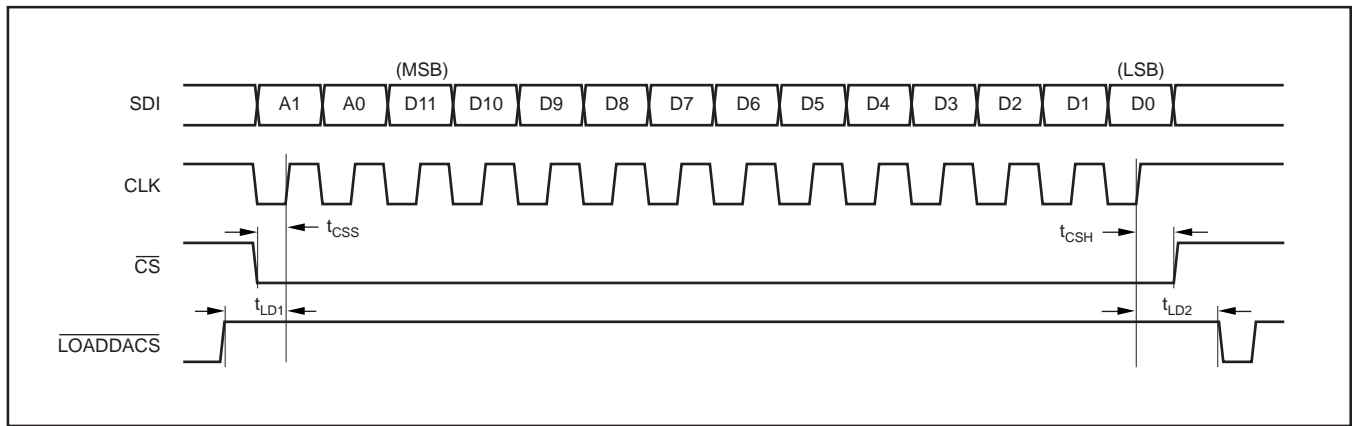 (MSB) (LSB)
SDI A1 A0 D11 D10 D9 D8 D7 D6 D5 D4 D3 D2 D1 D0
CLK
tCSS tCSH
CS
tLD1 tLD2
LOADDACS